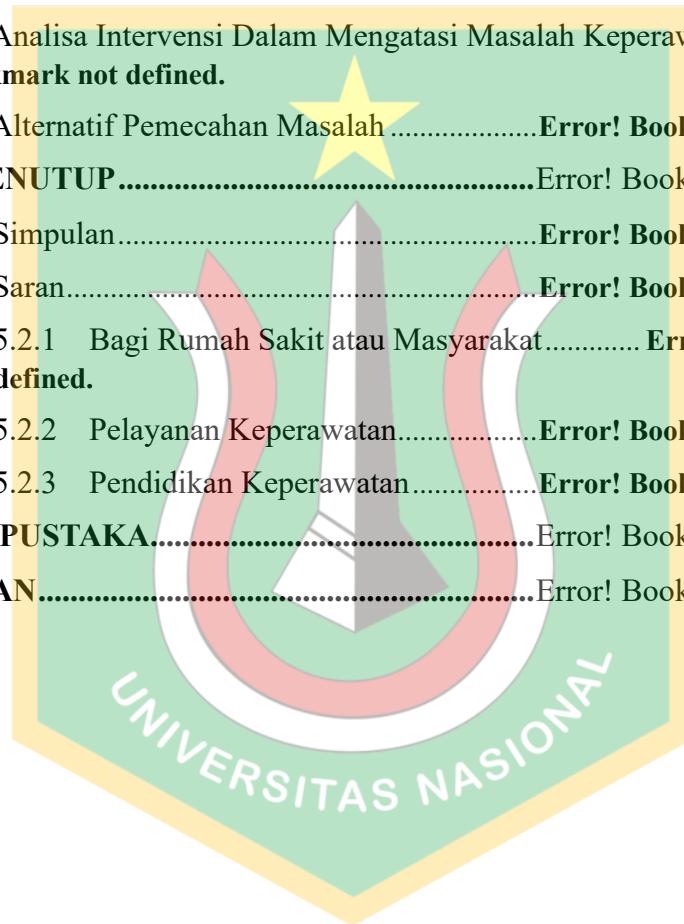 Analisa Intervensi Dalam Mengatasi Masalah Keperaw
mark not defined.
Alternatif Pemecahan Masalah ..................Error! Book
ENUTUP.....................................................Error! Book
Simpulan.....................................................Error! Book
Saran...........................................................Error! Book
5.2.1 Bagi Rumah Sakit atau Masyarakat............. Err
defined.
5.2.2 Pelayanan Keperawatan..................Error! Book
5.2.3 Pendidikan Keperawatan................Error! Book
PUSTAKA.................................................Error! Book
AN...............................................................Error! Book
UNIVERSITAS NASIONAL